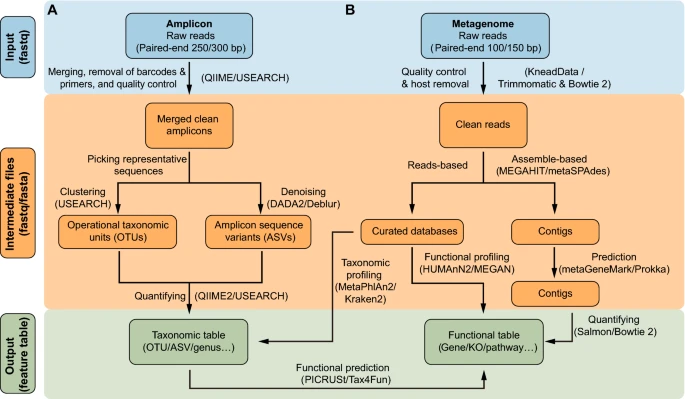 A
B
Input
(fastq)
Amplicon
Raw reads
(Paired-end 250/300 bp)
Metagenome
Raw reads
(Paired-end 100/150 bp)
Merging, removal of barcodes &
primers, and quality control
(QIIME/USEARCH)
Quality control
& host removal
(KneadData /
Trimmomatic & Bowtie 2)
Intermediate files
(fastq/fasta)
Merged clean
amplicons
Clean reads
Picking representative
sequences
Reads-based
Assemble-based
(MEGAHIT/metaSPAdes)
Clustering
(USEARCH)
Denoising
(DADA2/Deblur)
Operational taxonomic
units (OTUs)
Amplicon sequence
variants (ASVs)
Curated databases
Contigs
Taxonomic
profiling
(MetaPhlAn2/
Kraken2)
Functional profiling
(HUMAnN2/MEGAN)
Prediction
(metaGeneMark/Prokka)
Contigs
Quantifying
(QIIME2/USEARCH)
Quantifying
(Salmon/Bowtie 2)
Output
(feature table)
Taxonomic table
(OTU/ASV/genus…)
Functional table
(Gene/KO/pathway…)
Functional prediction
(PICRUSt/Tax4Fun)